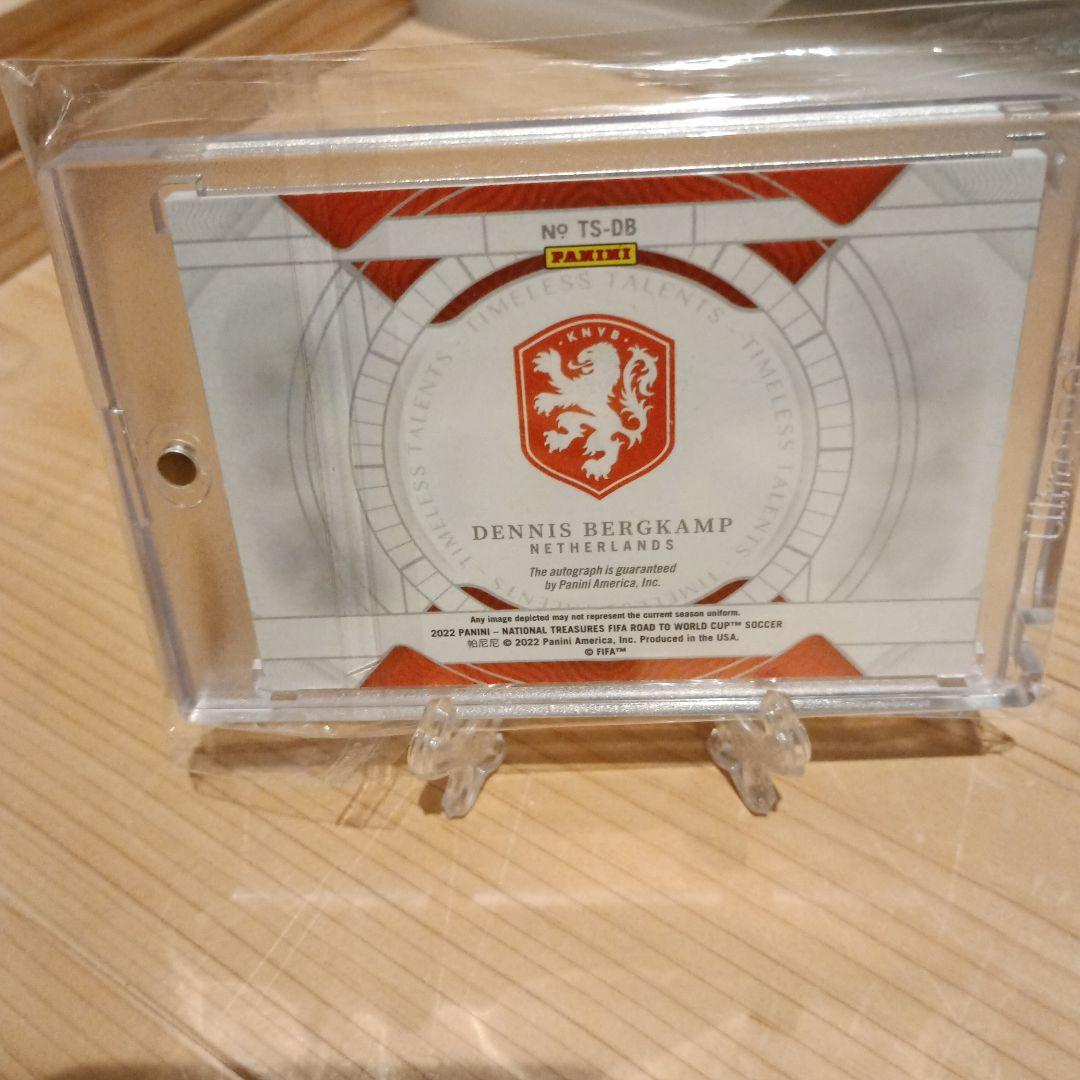 Nº TS-DB
PANINI
TIMELESS TALENTS - TIMELESS TALENTS - TIMELESS TALENTS
KNVB
DENNIS BERGKAMP
NETHERLANDS
The autograph is guaranteed
by Panini America, Inc.
Any image depicted may not represent the current season uniform.
2022 PANINI – NATIONAL TREASURES FIFA ROAD TO WORLD CUP™ SOCCER
帕尼尼 © 2022 Panini America, Inc. Produced in the USA.
© FIFA™